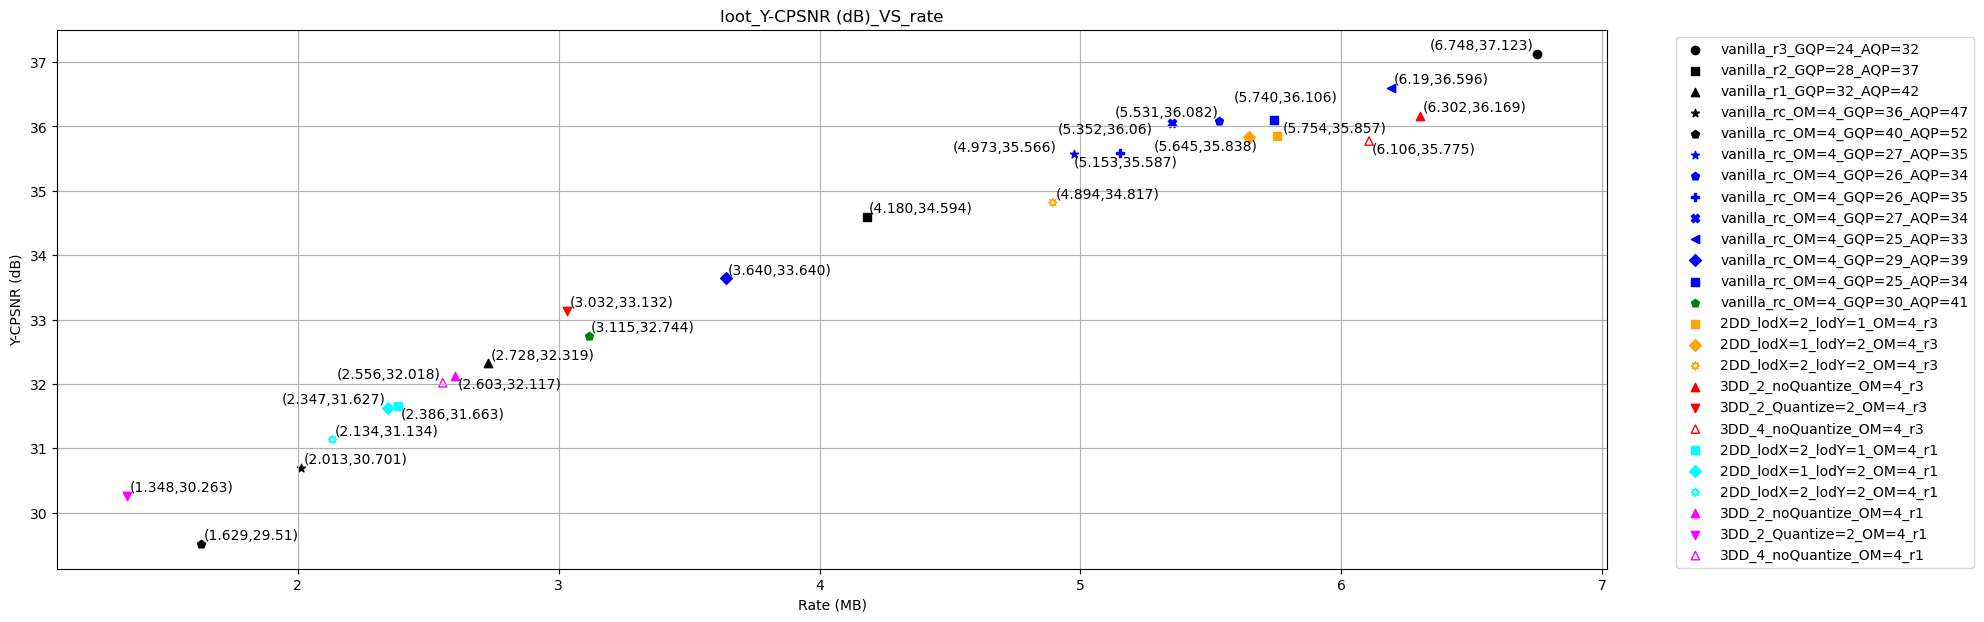 loot_Y-CPSNR (dB)_VS_rate
Y-CPSNR (dB)
37
36
35
34
33
32
31
30
(6.748,37.123)
(6.19,36.596)
(5.740,36.106)
(6.302,36.169)
(5.531,36.082)
(5.352,36.06)
(5.754,35.857)
(5.645,35.838)
(6.106,35.775)
(4.973,35.566)
(5.153,35.587)
(4.894,34.817)
(4.180,34.594)
(3.640,33.640)
(3.032,33.132)
(3.115,32.744)
(2.728,32.319)
(2.556,32.018)
(2.603,32.117)
(2.347,31.627)
(2.386,31.663)
(2.134,31.134)
(2.013,30.701)
(1.348,30.263)
(1.629,29.51)
2 3 4 5 6 7
Rate (MB)
vanilla_r3_GQP=24_AQP=32
vanilla_r2_GQP=28_AQP=37
vanilla_r1_GQP=32_AQP=42
vanilla_rc_OM=4_GQP=36_AQP=47
vanilla_rc_OM=4_GQP=40_AQP=52
vanilla_rc_OM=4_GQP=27_AQP=35
vanilla_rc_OM=4_GQP=26_AQP=34
vanilla_rc_OM=4_GQP=26_AQP=35
vanilla_rc_OM=4_GQP=27_AQP=34
vanilla_rc_OM=4_GQP=25_AQP=33
vanilla_rc_OM=4_GQP=29_AQP=39
vanilla_rc_OM=4_GQP=25_AQP=34
vanilla_rc_OM=4_GQP=30_AQP=41
2DD_lodX=2_lodY=1_OM=4_r3
2DD_lodX=1_lodY=2_OM=4_r3
2DD_lodX=2_lodY=2_OM=4_r3
3DD_2_noQuantize_OM=4_r3
3DD_2_Quantize=2_OM=4_r3
3DD_4_noQuantize_OM=4_r3
2DD_lodX=2_lodY=1_OM=4_r1
2DD_lodX=1_lodY=2_OM=4_r1
2DD_lodX=2_lodY=2_OM=4_r1
3DD_2_noQuantize_OM=4_r1
3DD_2_Quantize=2_OM=4_r1
3DD_4_noQuantize_OM=4_r1